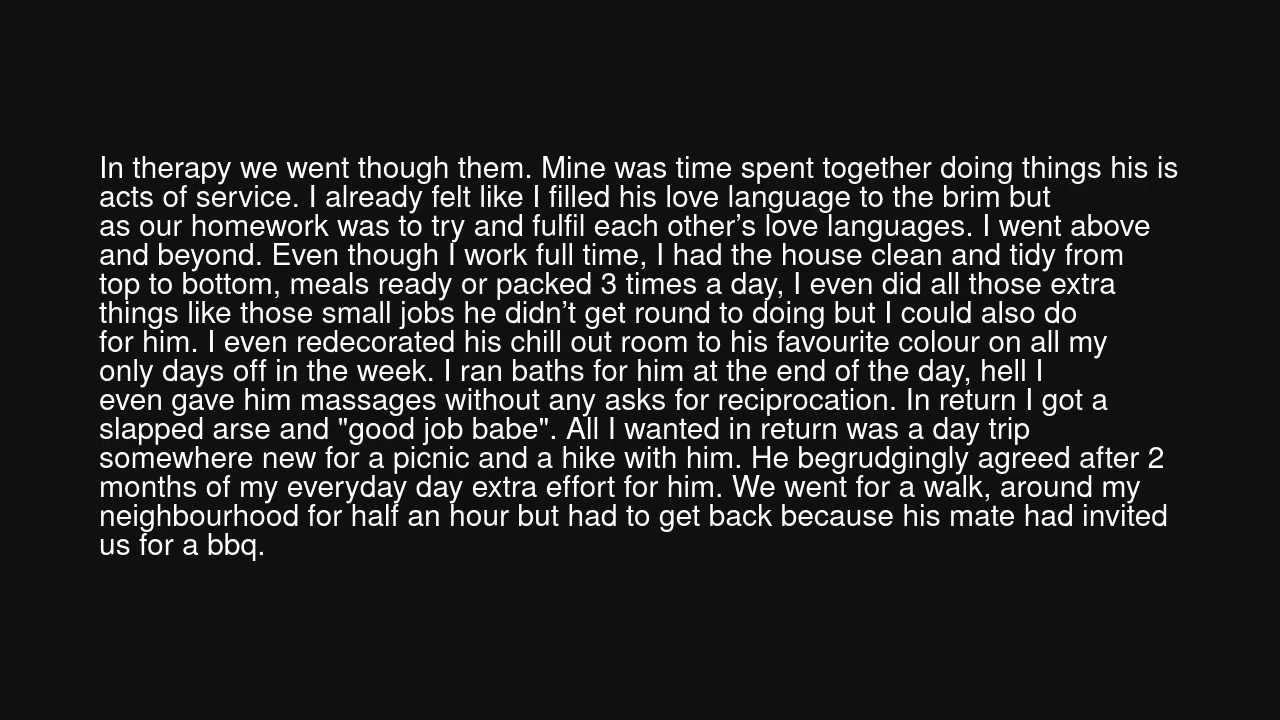 In therapy we went though them. Mine was time spent together doing things his is
acts of service. I already felt like I filled his love language to the brim but
as our homework was to try and fulfil each other’s love languages. I went above
and beyond. Even though I work full time, I had the house clean and tidy from
top to bottom, meals ready or packed 3 times a day, I even did all those extra
things like those small jobs he didn’t get round to doing but I could also do
for him. I even redecorated his chill out room to his favourite colour on all my
only days off in the week. I ran baths for him at the end of the day, hell I
even gave him massages without any asks for reciprocation. In return I got a
slapped arse and "good job babe". All I wanted in return was a day trip
somewhere new for a picnic and a hike with him. He begrudgingly agreed after 2
months of my everyday day extra effort for him. We went for a walk, around my
neighbourhood for half an hour but had to get back because his mate had invited
us for a bbq.